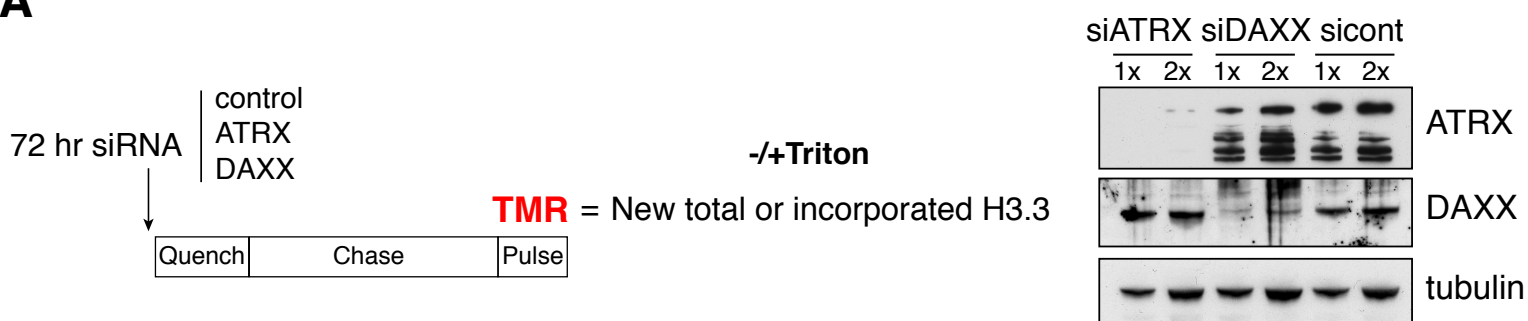 A
72 hr siRNA
control
ATRX
DAXX
Quench Chase Pulse
-/+Triton
TMR = New total or incorporated H3.3
siATRX siDAXX sicont
1x 2x 1x 2x 1x 2x
ATRX
DAXX
tubulin